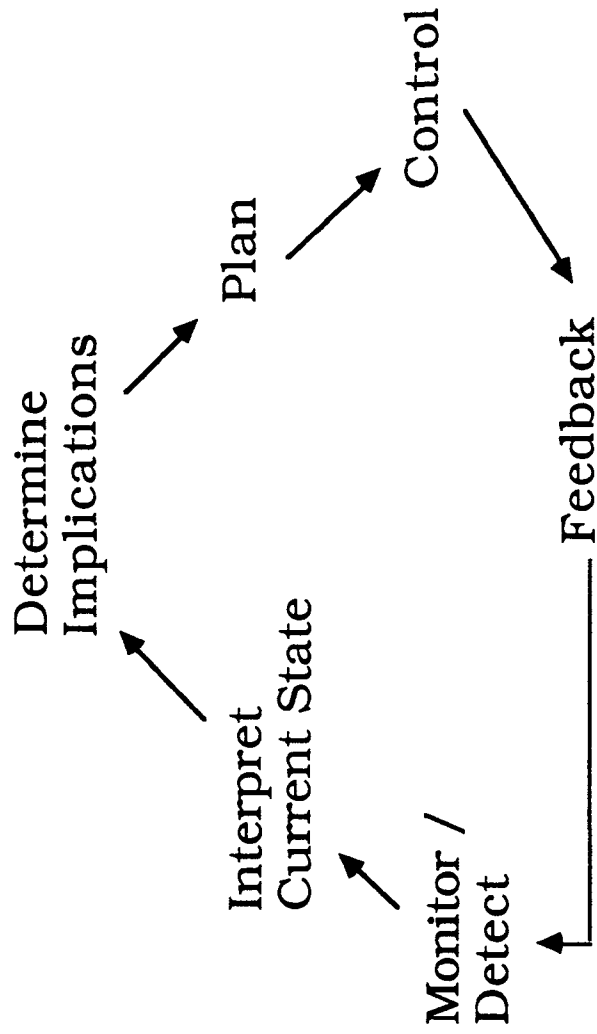 Monitor /
Detect
Interpret
Current State
Determine
Implications
Plan
Control
Feedback